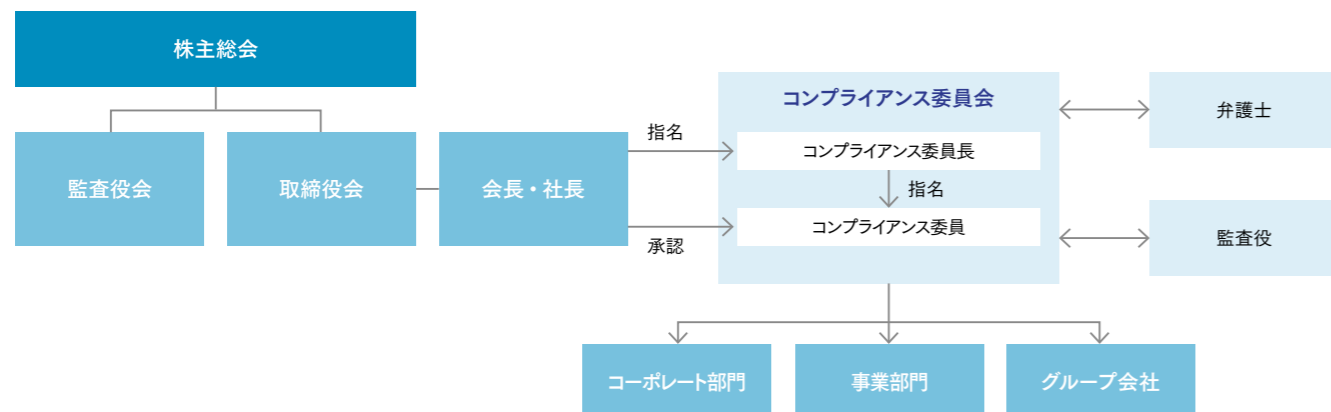 株主総会
監査役会
取締役会
会長・社長
指名
承認
コンプライアンス委員会
コンプライアンス委員長
指名
コンプライアンス委員
弁護士
監査役
コーポレート部門
事業部門
グループ会社